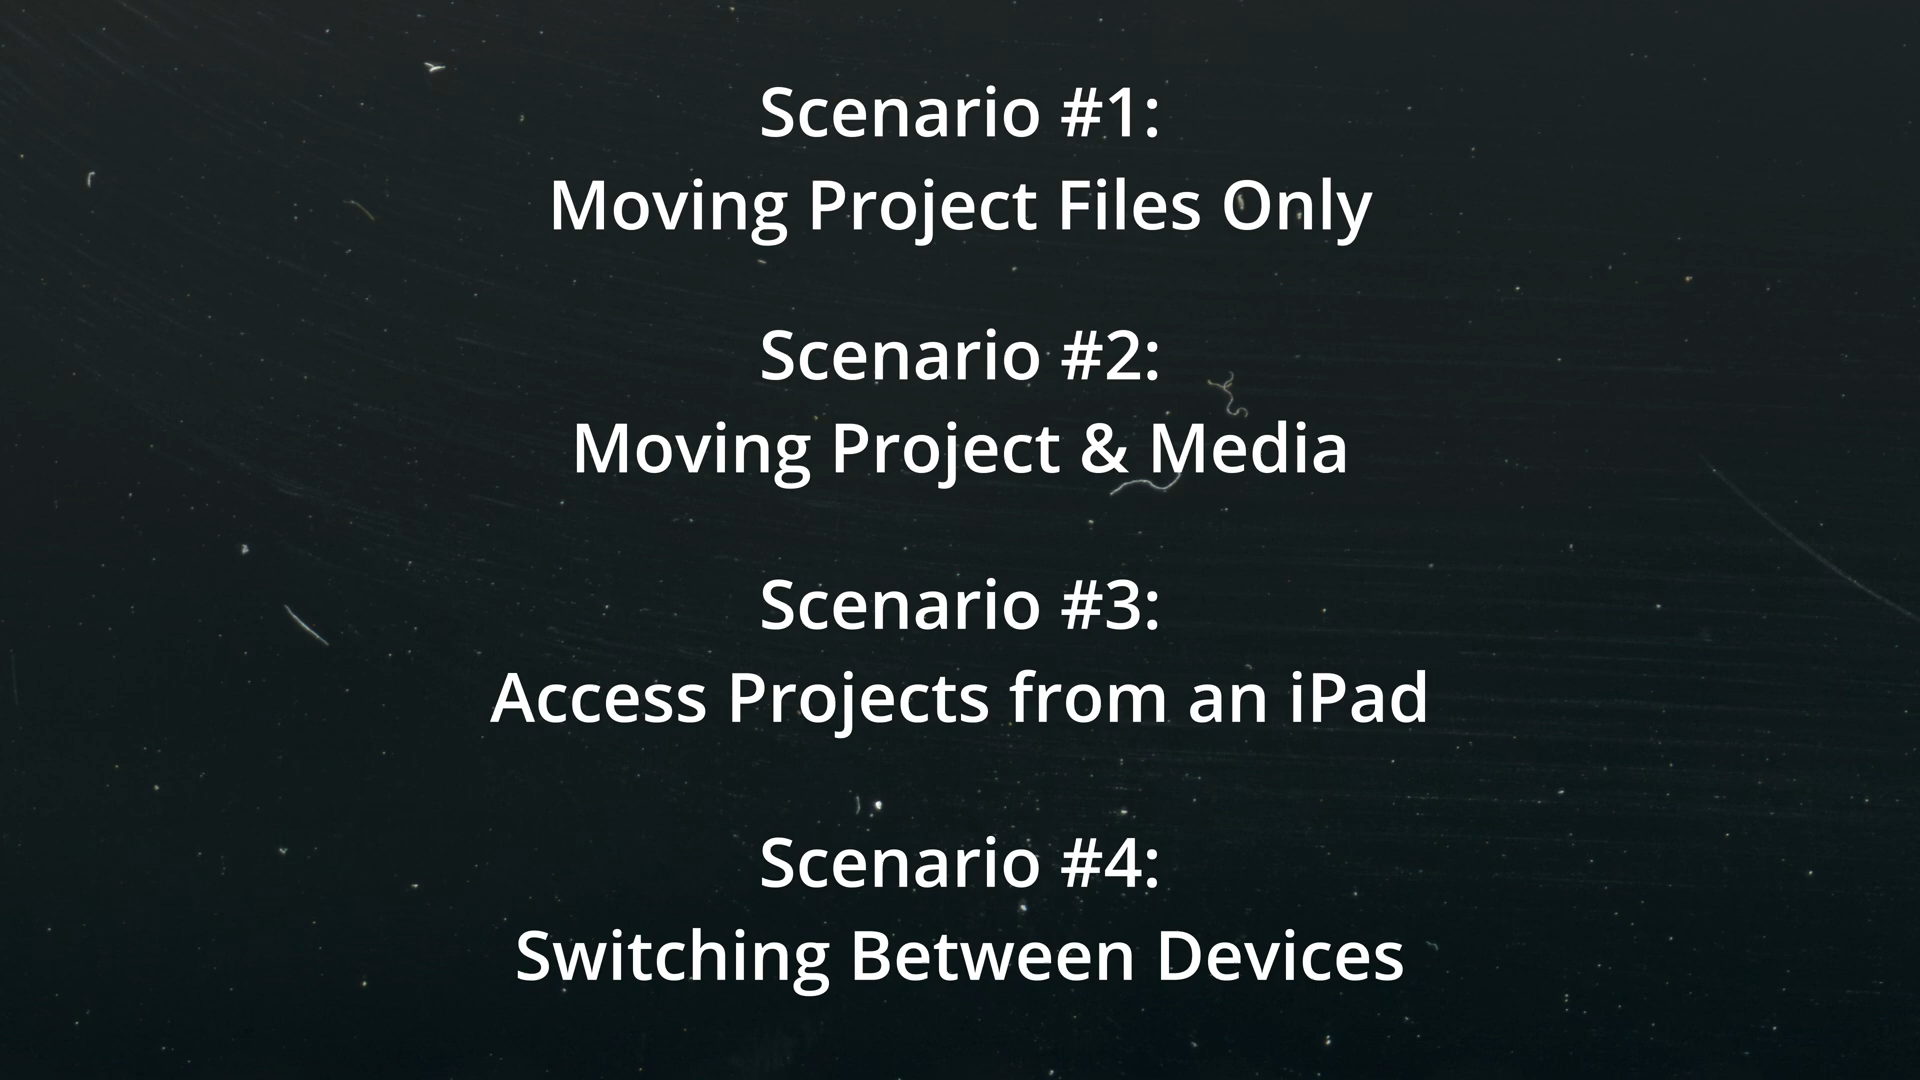 Scenario #1:
Moving Project Files Only
Scenario #2:
Moving Project & Media
Scenario #3:
Access Projects from an iPad
Scenario #4:
Switching Between Devices